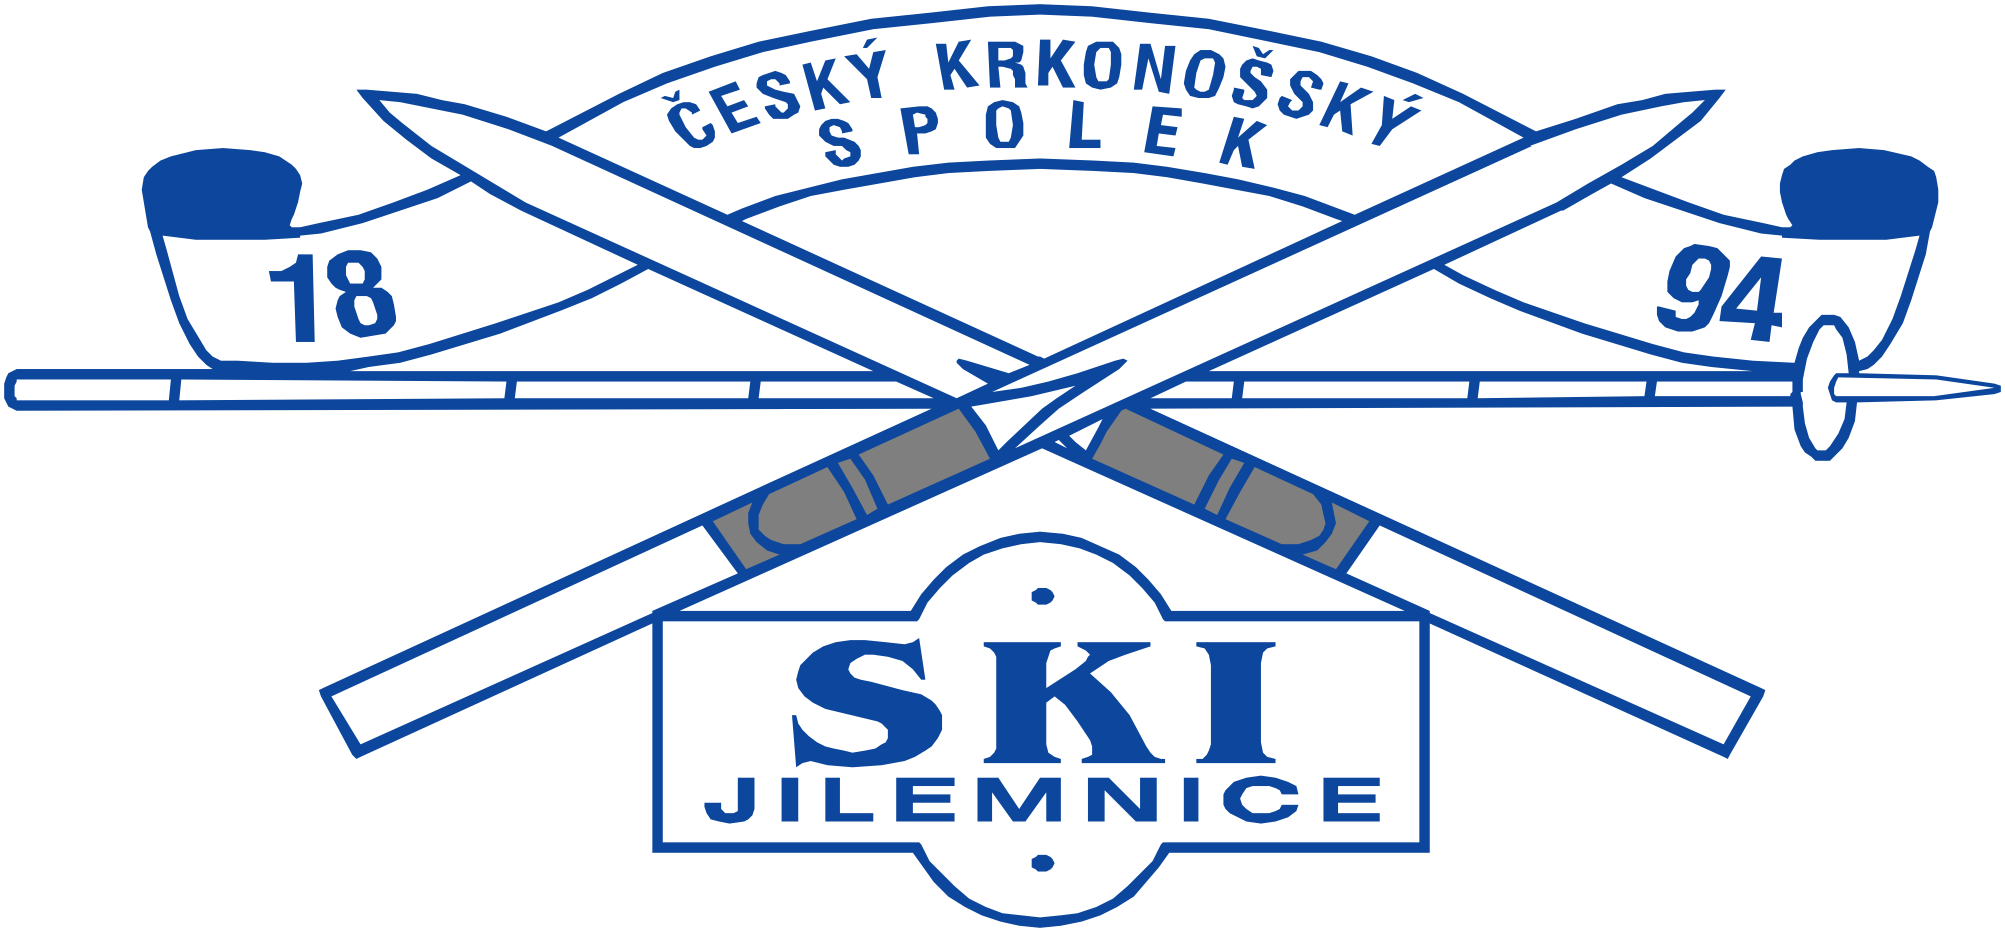 ČESKÝ KRKONOŠSKÝ
SPOLEK
18 94
SKI
JILEMNICE